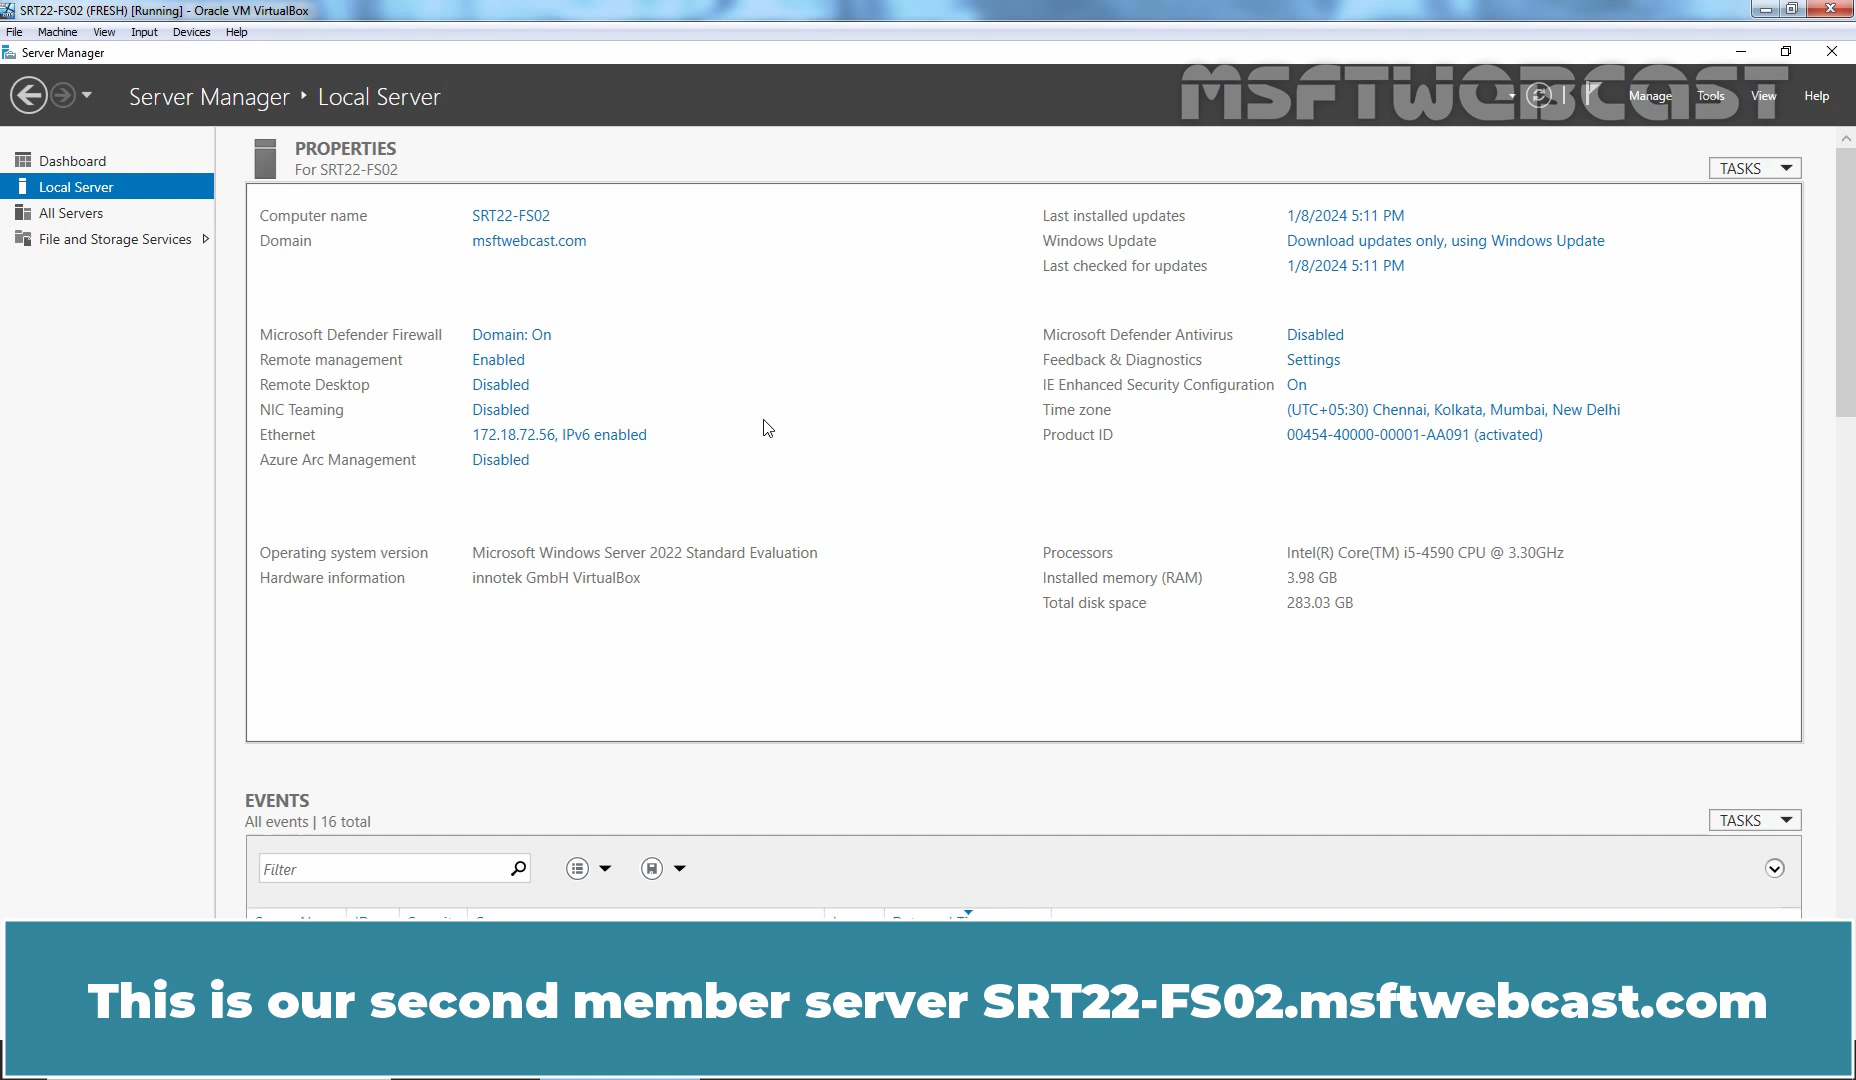 SRT22-FS02 (FRESH) [Running] - Oracle VM VirtualBox
File Machine View Input Devices Help
Server Manager
Server Manager Local Server
MSFTWEBCAST
Manage Tools View Help
Dashboard
Local Server
All Servers
File and Storage Services
PROPERTIES
For SRT22-FS02
TASKS
Computer name SRT22-FS02
Domain msftwebcast.com
Last installed updates 1/8/2024 5:11 PM
Windows Update Download updates only, using Windows Update
Last checked for updates 1/8/2024 5:11 PM
Microsoft Defender Firewall Domain: On
Remote management Enabled
Remote Desktop Disabled
NIC Teaming Disabled
Ethernet 172.18.72.56, IPv6 enabled
Azure Arc Management Disabled
Microsoft Defender Antivirus Disabled
Feedback & Diagnostics Settings
IE Enhanced Security Configuration On
Time zone (UTC+05:30) Chennai, Kolkata, Mumbai, New Delhi
Product ID 00454-40000-00001-AA091 (activated)
Operating system version Microsoft Windows Server 2022 Standard Evaluation
Hardware information innotek GmbH VirtualBox
Processors Intel(R) Core(TM) i5-4590 CPU @ 3.30GHz
Installed memory (RAM) 3.98 GB
Total disk space 283.03 GB
EVENTS
All events | 16 total
TASKS
Filter
This is our second member server SRT22-FS02.msftwebcast.com